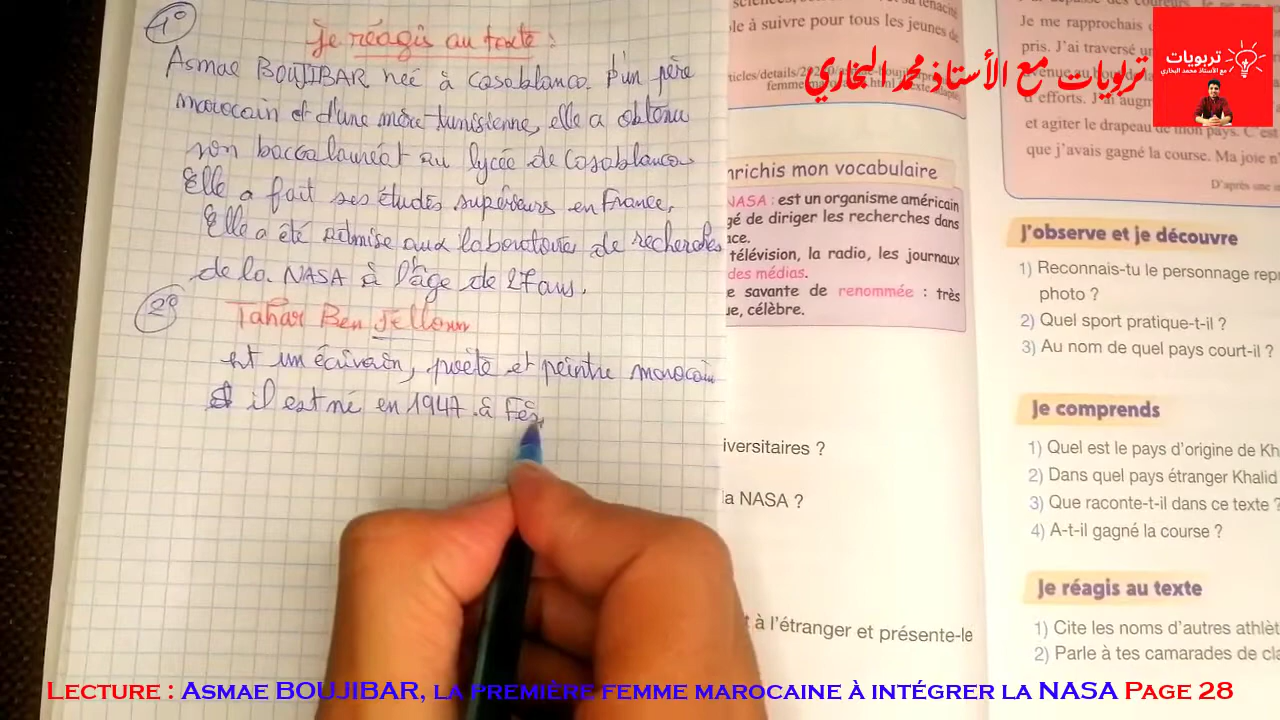 1°
Je réagis au texte :
Asmae BOUJIBAR neé à Casablanca. D'un père
marocain et d'une mère tunisienne, elle a obtenu
son baccalauréat au lycée de Casablanca
Elle a fait ses études supérieurs en France,
Elle a été admise aux laboratoires de recherches
de la NASA à l'âge de 27 ans.
2°
Tahar Ben Jelloun
est un écrivain, poète et peintre marocain
il est né en 1947 à Fès,
et sa ténacité
le à suivre pour tous les jeunes de
nrichis mon vocabulaire
NASA : est un organisme américain
gé de diriger les recherches dans
ace.
télévision, la radio, les journaux
des médias.
e savante de renommée : très
ue, célèbre.
iversitaires ?
la NASA ?
t à l'étranger et présente-le
Je me rapprochais
pris. J'ai traversé
d'efforts. J'ai augm
et agiter le drapeau de mon pays. C'est
que j'avais gagné la course. Ma joie n'
D'après une
J'observe et je découvre
1) Reconnais-tu le personnage repr
photo ?
2) Quel sport pratique-t-il ?
3) Au nom de quel pays court-il ?
Je comprends
1) Quel est le pays d'origine de Kh
2) Dans quel pays étranger Khalid
3) Que raconte-t-il dans ce texte ?
4) A-t-il gagné la course ?
Je réagis au texte
1) Cite les noms d'autres athlèt
2) Parle à tes camarades de cla
تربويات مع الأستاذ محمد البخاري
تربويات
مع الأستاذ محمد البخاري
Lecture : Asmae BOUJIBAR, la première femme marocaine à intégrer la NASA Page 28